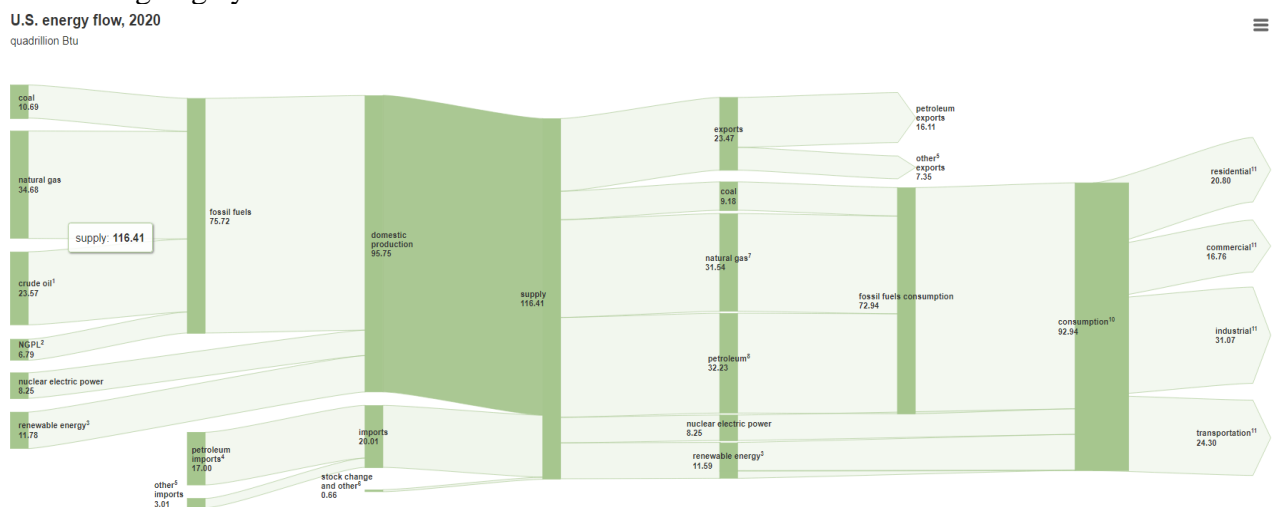 U.S. energy flow, 2020
quadrillion Btu
coal
10.69
natural gas
34.68
supply: 116.41
crude oil¹
23.57
NGPL²
6.79
nuclear electric power
8.25
renewable energy³
11.78
fossil fuels
75.72
petroleum
imports⁴
17.00
other⁵
imports
3.01
domestic
production
95.75
imports
20.01
stock change
and other⁶
0.66
supply
116.41
exports
23.47
coal
9.18
natural gas⁷
31.54
petroleum⁸
32.23
nuclear electric power
8.25
renewable energy³
11.59
petroleum
exports
16.11
other⁵
exports
7.35
fossil fuels consumption
72.94
consumption¹⁰
92.94
residential¹¹
20.80
commercial¹¹
16.76
industrial¹¹
31.07
transportation¹¹
24.30